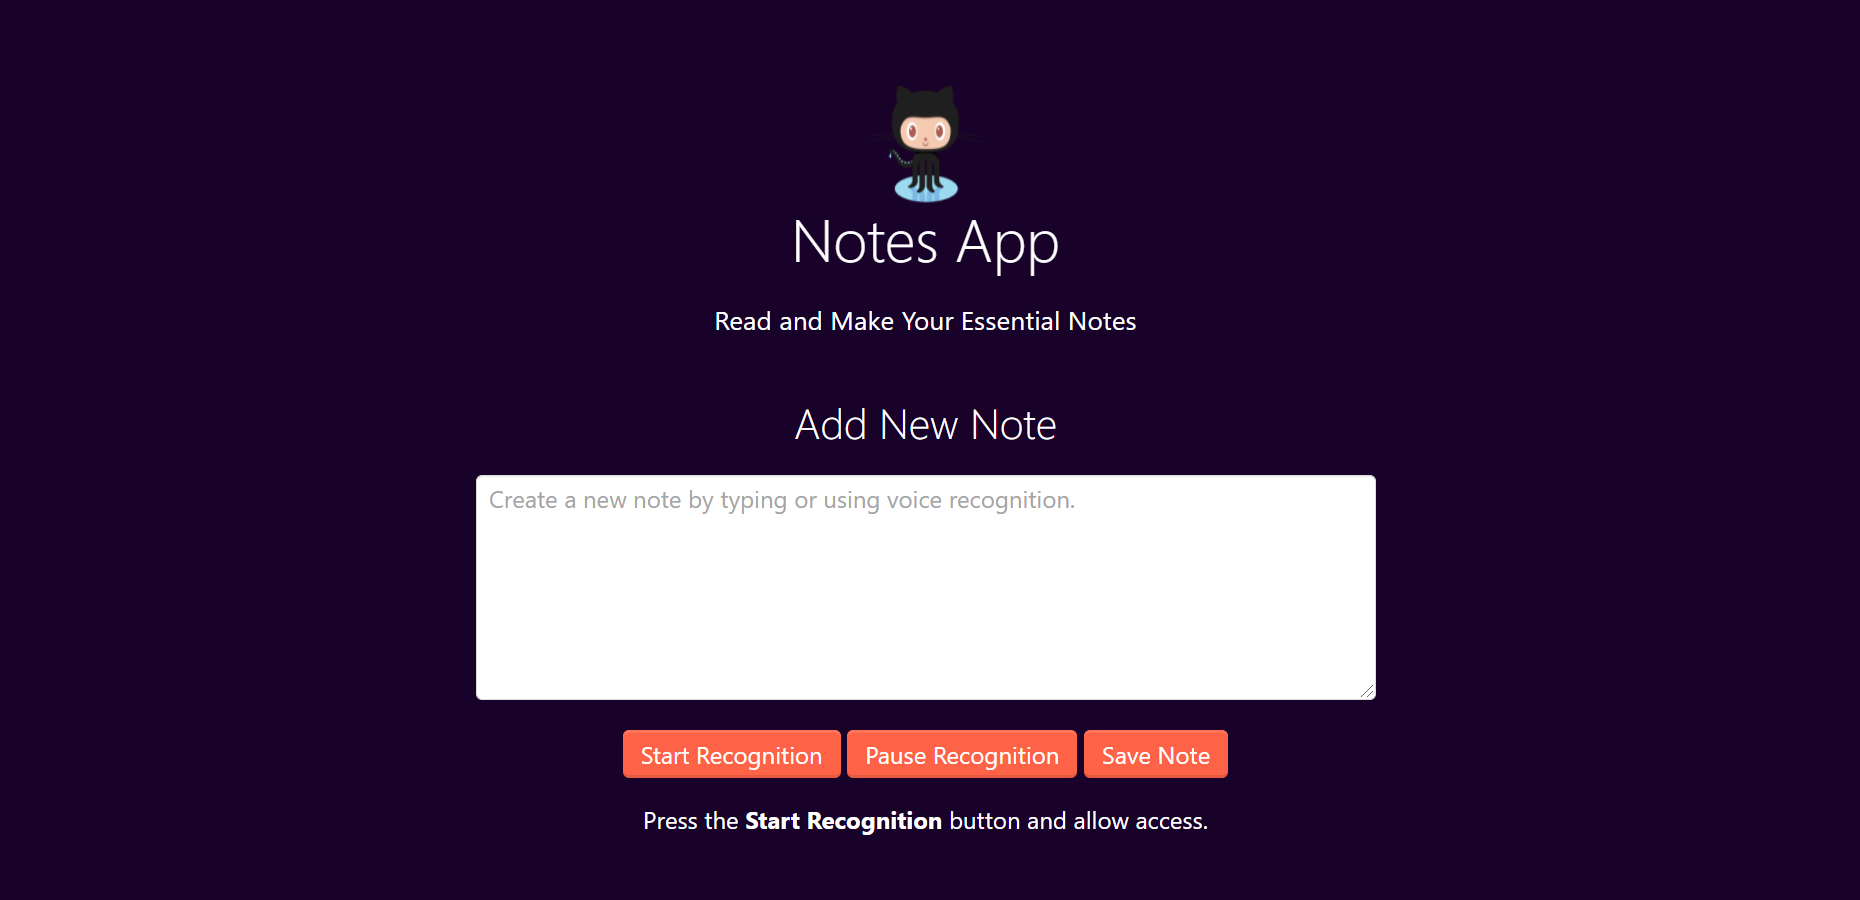 Notes App
Read and Make Your Essential Notes
Add New Note
Create a new note by typing or using voice recognition.
Start Recognition Pause Recognition Save Note
Press the Start Recognition button and allow access.